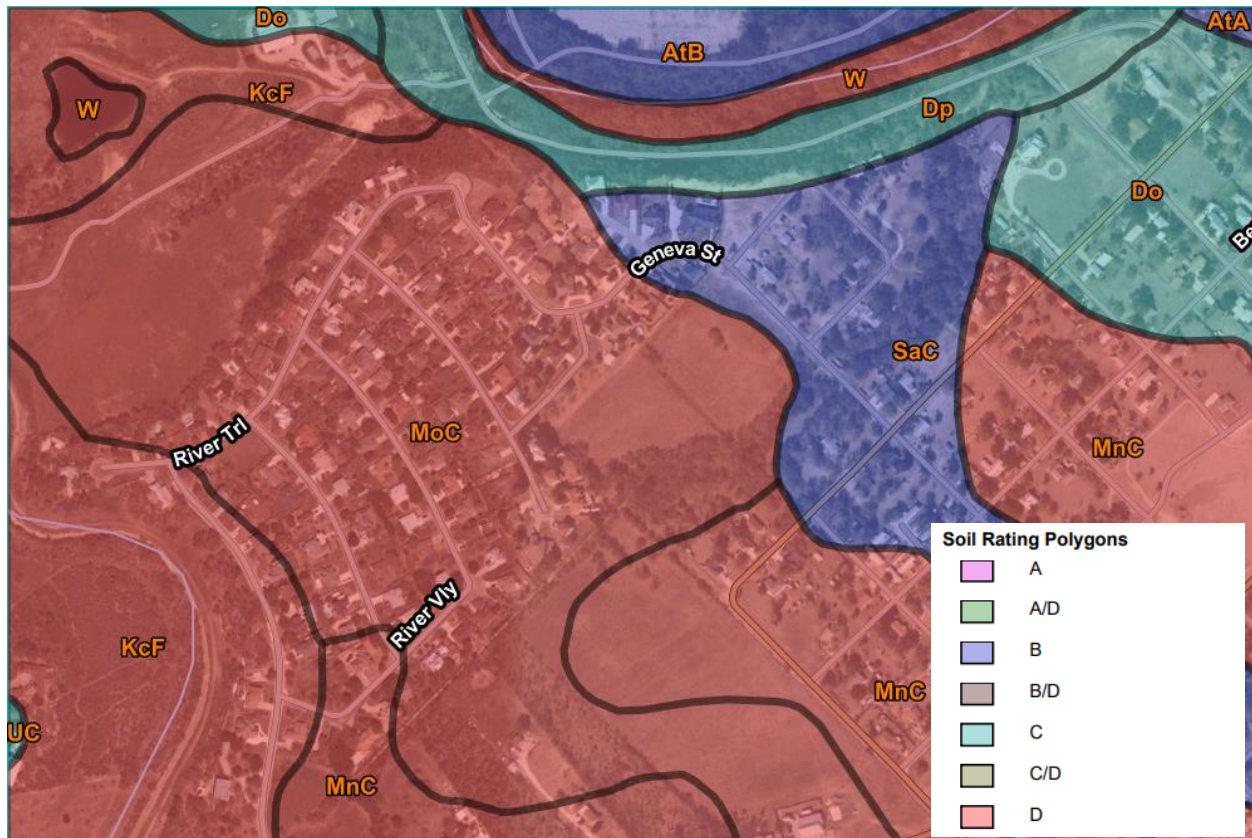 Do
AtA
AtB
W
KcF
W
Dp
Do
Be
Geneva St
SaC
River Trl
MoC
MnC
Soil Rating Polygons
A
A/D
B
B/D
C
C/D
D
River Vly
KcF
MnC
UC
MnC